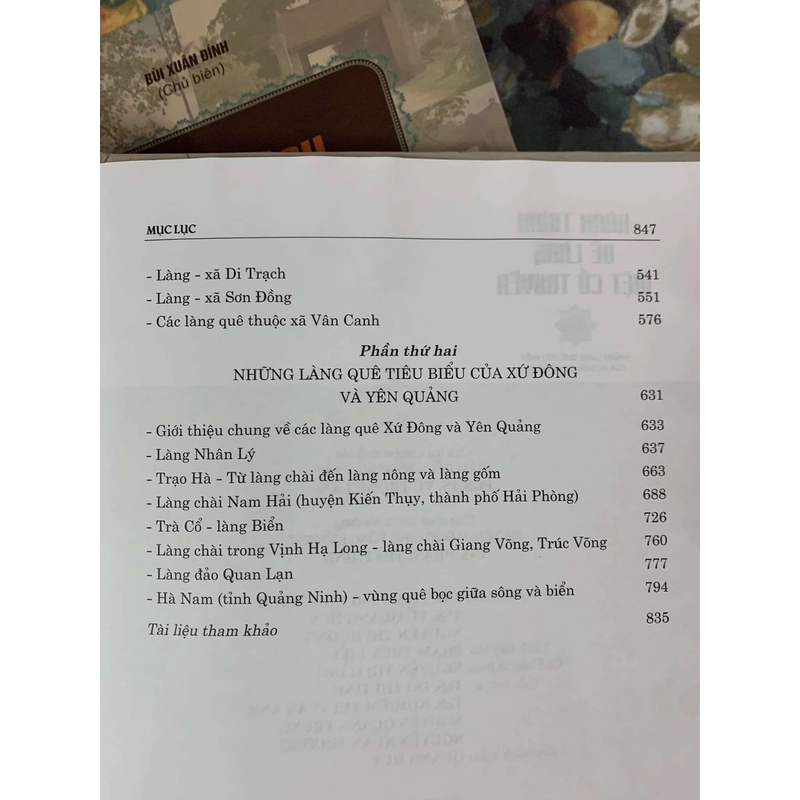 BÙI XUÂN ĐÍNH
(Chủ biên)
MỤC LỤC 847
- Làng - xã Di Trạch 541
- Làng - xã Sơn Đồng 551
- Các làng quê thuộc xã Vân Canh 576
Phần thứ hai
NHỮNG LÀNG QUÊ TIÊU BIỂU CỦA XỨ ĐÔNG
VÀ YÊN QUẢNG 631
- Giới thiệu chung về các làng quê Xứ Đông và Yên Quảng 633
- Làng Nhân Lý 637
- Trạo Hà - Từ làng chài đến làng nông và làng gốm 663
- Làng chài Nam Hải (huyện Kiến Thụy, thành phố Hải Phòng) 688
- Trà Cổ - làng Biển 726
- Làng chài trong Vịnh Hạ Long - làng chài Giang Võng, Trúc Võng 760
- Làng đảo Quan Lạn 777
- Hà Nam (tỉnh Quảng Ninh) - vùng quê bọc giữa sông và biển 794
Tài liệu tham khảo 835